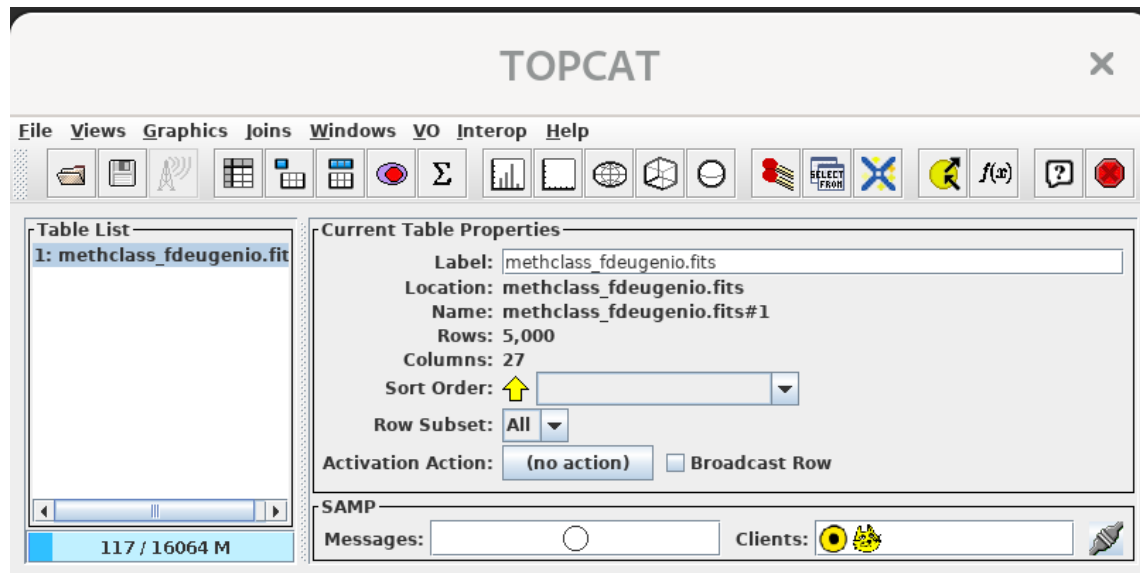 TOPCAT
File Views Graphics Joins Windows VO Interop Help
Σ SELECT FROM f(x) ?
Table List
1: methclass_fdeugenio.fit
117 / 16064 M
Current Table Properties
Label: methclass_fdeugenio.fits
Location: methclass_fdeugenio.fits
Name: methclass_fdeugenio.fits#1
Rows: 5,000
Columns: 27
Sort Order:
Row Subset: All
Activation Action: (no action) Broadcast Row
SAMP
Messages: Clients: